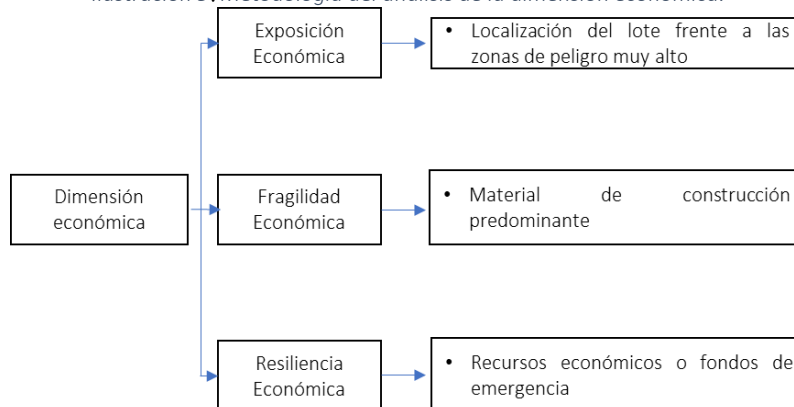 Exposición
Económica
• Localización del lote frente a las
zonas de peligro muy alto
Dimensión
económica
Fragilidad
Económica
• Material de construcción
predominante
Resiliencia
Económica
• Recursos económicos o fondos de
emergencia